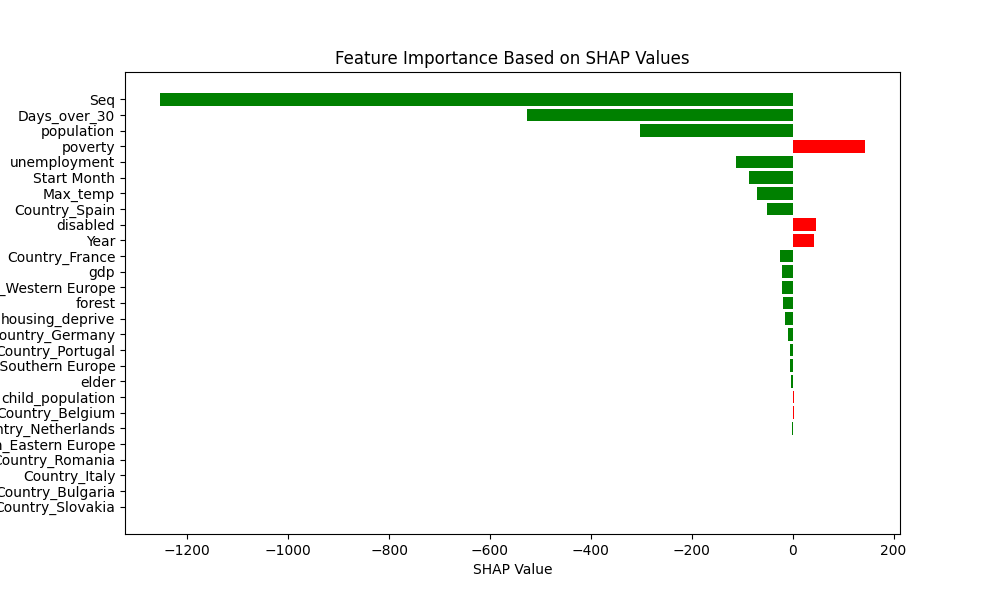 Feature Importance Based on SHAP Values
Seq
Days_over_30
population
poverty
unemployment
Start Month
Max_temp
Country_Spain
disabled
Year
Country_France
gdp
_Western Europe
forest
housing_deprive
ountry_Germany
Country_Portugal
Southern Europe
elder
child_population
Country_Belgium
ntry_Netherlands
_Eastern Europe
Country_Romania
Country_Italy
Country_Bulgaria
Country_Slovakia
−1200 −1000 −800 −600 −400 −200 0 200
SHAP Value